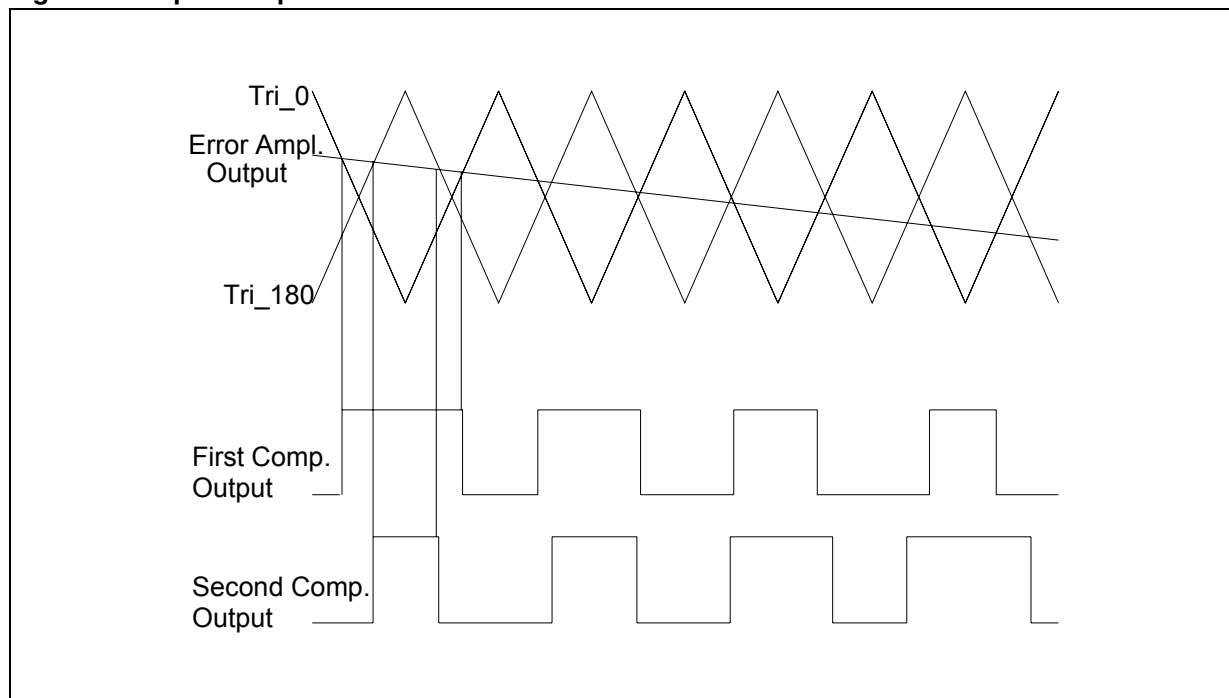 Tri_0
Error Ampl.
Output
Tri_180
First Comp.
Output
Second Comp.
Output